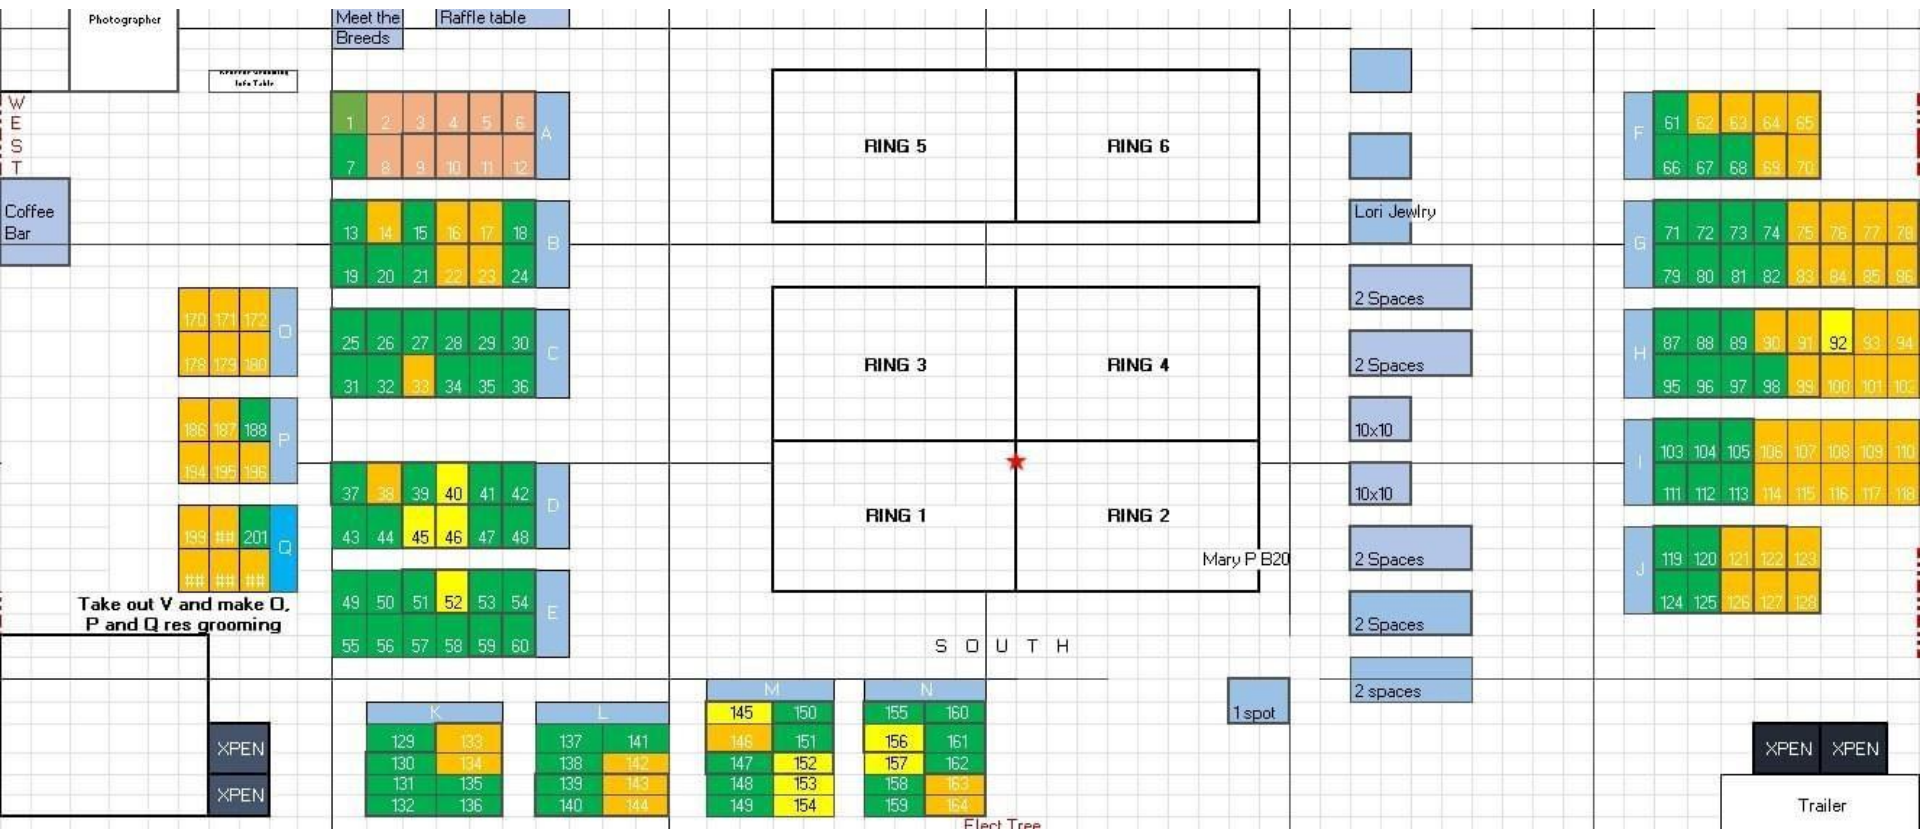 Photographer
Meet the
Breeds
Raffle table
Info Table
W
E
S
T
Coffee
Bar
1 2 3 4 5 6
A
7 8 9 10 11 12
RING 5
RING 6
61 62 63 64 65
F
66 67 68 69 70
13 14 15 16 17 18
B
19 20 21 22 23 24
Lori Jewlry
71 72 73 74 75 76 77 78
G
79 80 81 82 83 84 85 86
170 171 172
O
178 179 180
25 26 27 28 29 30
C
31 32 33 34 35 36
RING 3
RING 4
2 Spaces
2 Spaces
87 88 89 90 91 92 93 94
H
95 96 97 98 99 100 101 102
186 187 188
P
194 195 196
10x10
10x10
103 104 105 106 107 108 109 110
I
111 112 113 114 115 116 117 118
37 38 39 40 41 42
D
43 44 45 46 47 48
RING 1
RING 2
Mary P B20
199 ## 201
Q
## ## ##
Take out V and make O,
P and Q res grooming
49 50 51 52 53 54
E
55 56 57 58 59 60
2 Spaces
2 Spaces
2 spaces
119 120 121 122 123
J
124 125 126 127 128
S O U T H
1 spot
K
129 133
130 134
131 135
132 136
L
137 141
138 142
139 143
140 144
M
145 150
146 151
147 152
148 153
149 154
N
155 160
156 161
157 162
158 163
159 164
XPEN
XPEN
XPEN XPEN
Trailer
Elect Tree